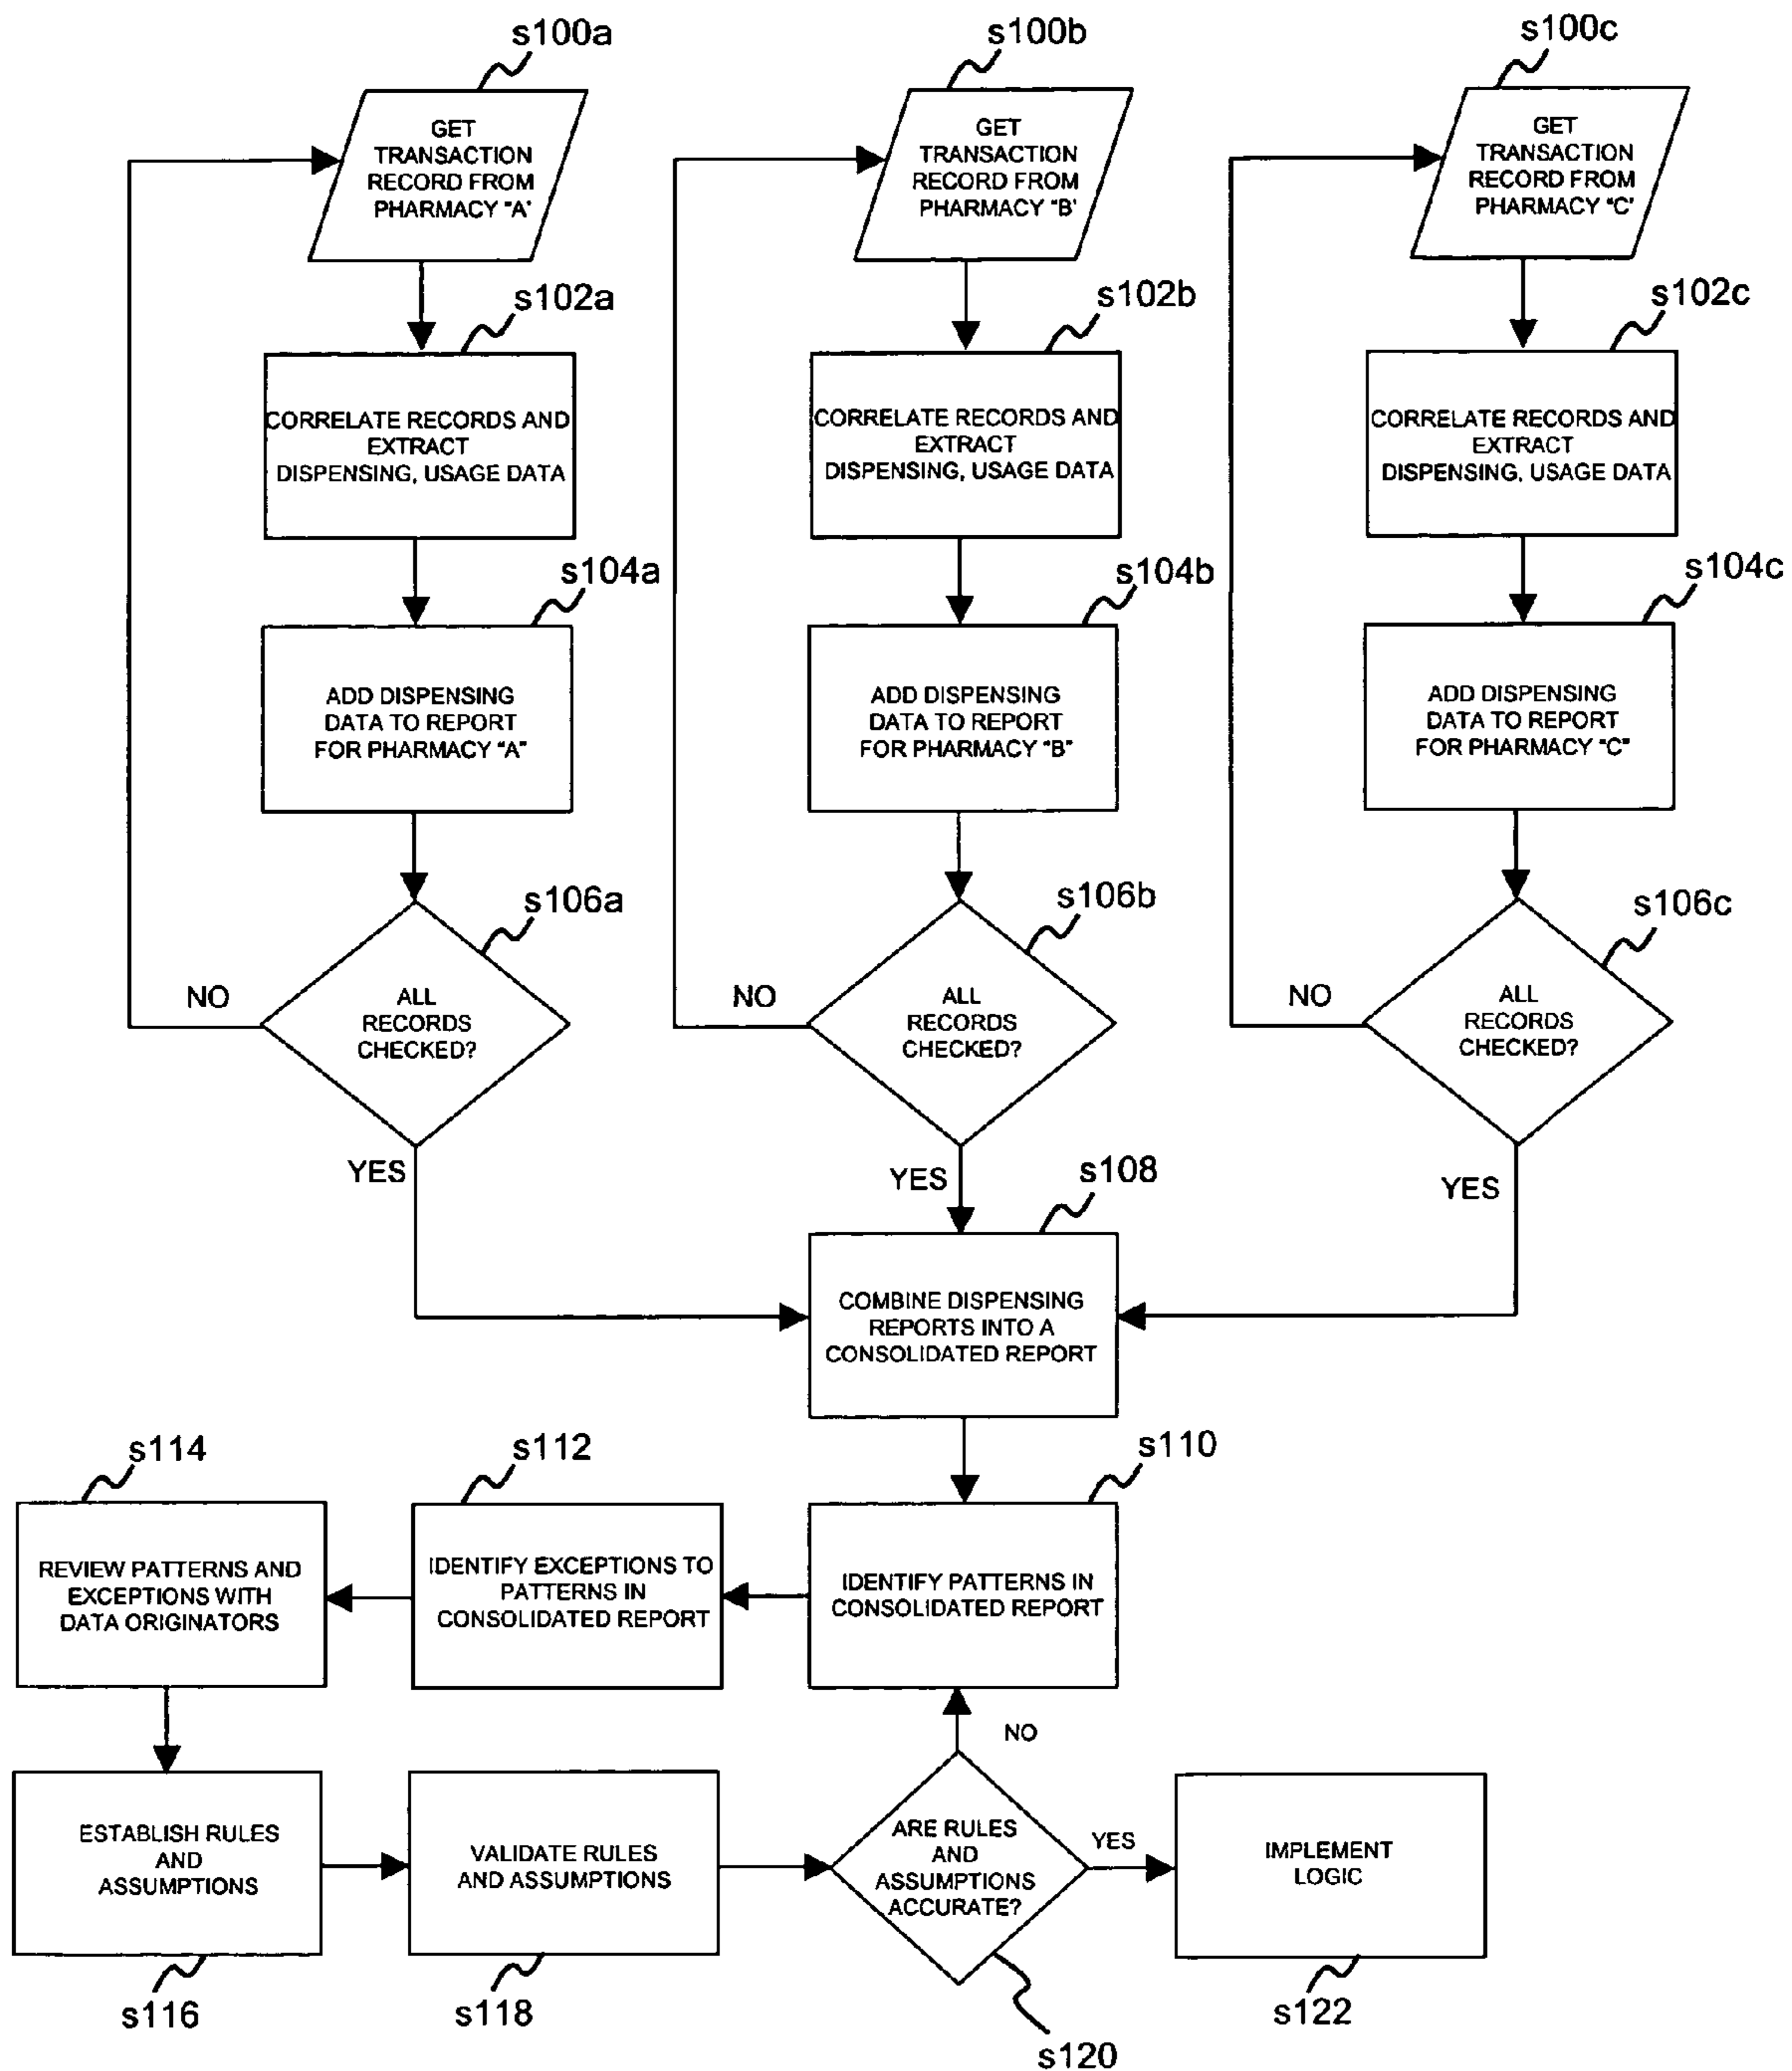 s100a
s100b
s100c
GET
TRANSACTION
RECORD FROM
PHARMACY "A'
GET
TRANSACTION
RECORD FROM
PHARMACY "B'
GET
TRANSACTION
RECORD FROM
PHARMACY "C'
s102a
s102b
s102c
CORRELATE RECORDS AND
EXTRACT
DISPENSING, USAGE DATA
CORRELATE RECORDS AND
EXTRACT
DISPENSING, USAGE DATA
CORRELATE RECORDS AND
EXTRACT
DISPENSING, USAGE DATA
s104a
s104b
s104c
ADD DISPENSING
DATA TO REPORT
FOR PHARMACY "A"
ADD DISPENSING
DATA TO REPORT
FOR PHARMACY "B"
ADD DISPENSING
DATA TO REPORT
FOR PHARMACY "C"
s106a
s106b
s106c
NO
ALL
RECORDS
CHECKED?
NO
ALL
RECORDS
CHECKED?
NO
ALL
RECORDS
CHECKED?
YES
YES
YES
s108
COMBINE DISPENSING
REPORTS INTO A
CONSOLIDATED REPORT
s114
s112
s110
REVIEW PATTERNS AND
EXCEPTIONS WITH
DATA ORIGINATORS
IDENTIFY EXCEPTIONS TO
PATTERNS IN
CONSOLIDATED REPORT
IDENTIFY PATTERNS IN
CONSOLIDATED REPORT
NO
ESTABLISH RULES
AND
ASSUMPTIONS
VALIDATE RULES
AND ASSUMPTIONS
ARE RULES
AND
ASSUMPTIONS
ACCURATE?
YES
IMPLEMENT
LOGIC
s116
s118
s120
s122